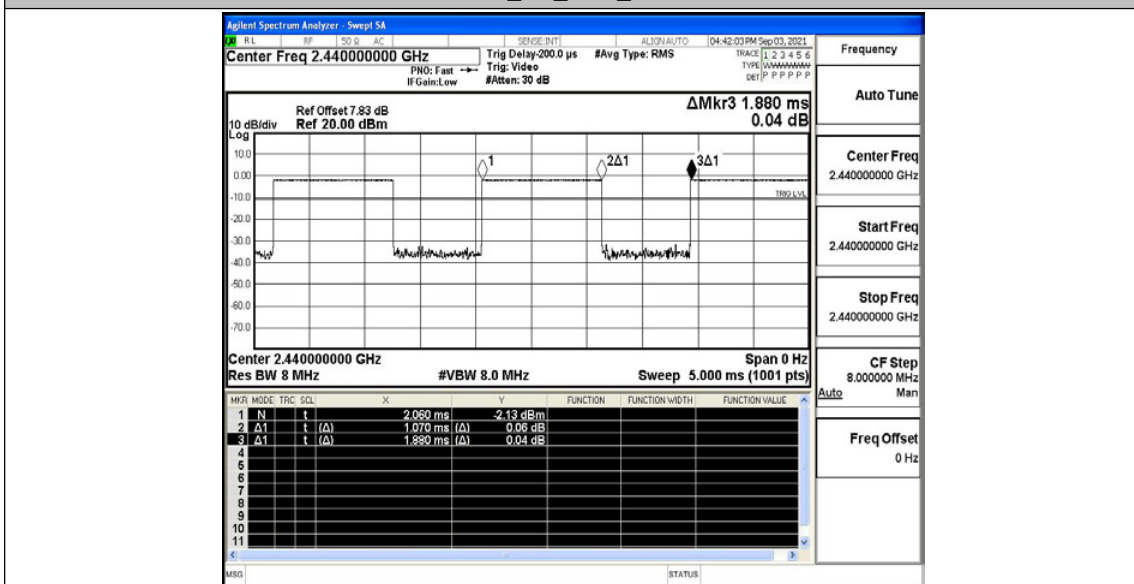 Agilent Spectrum Analyzer - Swept SA
RL RF 50 Ω AC SENSE:INT ALIGN AUTO 04:42:03 PM Sep 03, 2021
Center Freq 2.440000000 GHz Trig Delay-200.0 µs #Avg Type: RMS TRACE 1 2 3 4 5 6
PNO: Fast Trig: Video TYPE WWWWWW
IFGain:Low #Atten: 30 dB DET P P P P P P
Frequency
Auto Tune
Center Freq
2.440000000 GHz
Start Freq
2.440000000 GHz
Stop Freq
2.440000000 GHz
CF Step
8.000000 MHz
Auto Man
Freq Offset
0 Hz
ΔMkr3 1.880 ms
0.04 dB
Ref Offset 7.83 dB
10 dB/div Ref 20.00 dBm
Log
10.0
0.00
-10.0
-20.0
-30.0
-40.0
-50.0
-60.0
-70.0
1 2Δ1 3Δ1
TRIG LVL
Center 2.440000000 GHz Span 0 Hz
Res BW 8 MHz #VBW 8.0 MHz Sweep 5.000 ms (1001 pts)
MKR MODE TRC SCL X Y FUNCTION FUNCTION WIDTH FUNCTION VALUE
1 N t 2.060 ms -2.13 dBm
2 Δ1 t (Δ) 1.070 ms (Δ) 0.06 dB
3 Δ1 t (Δ) 1.880 ms (Δ) 0.04 dB
4
5
6
7
8
9
10
11
MSG STATUS